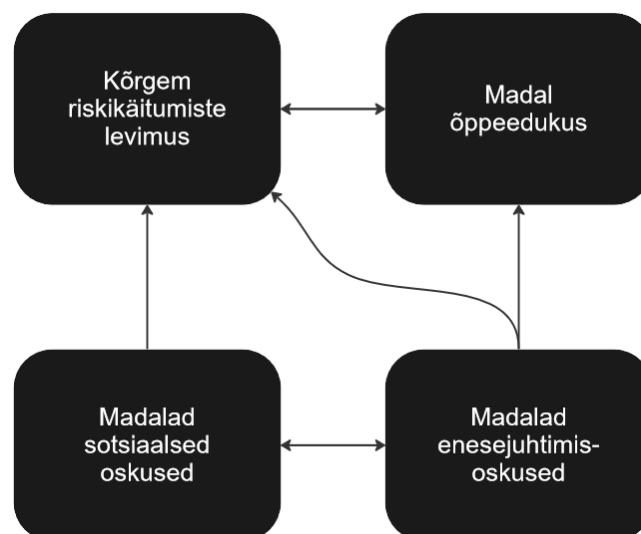 Kõrgem
riskikäitumiste
levimus
Madal
õppeedukus
Madalad
sotsiaalsed
oskused
Madalad
enesejuhtimis-
oskused